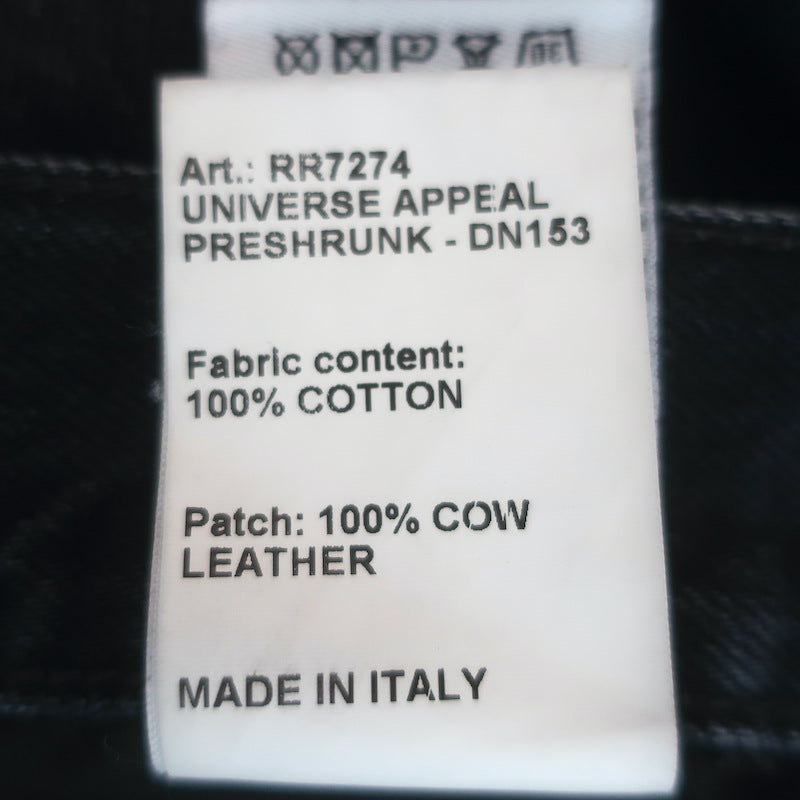 Art.: RR7274
UNIVERSE APPEAL
PRESHRUNK - DN153
Fabric content:
100% COTTON
Patch: 100% COW
LEATHER
MADE IN ITALY